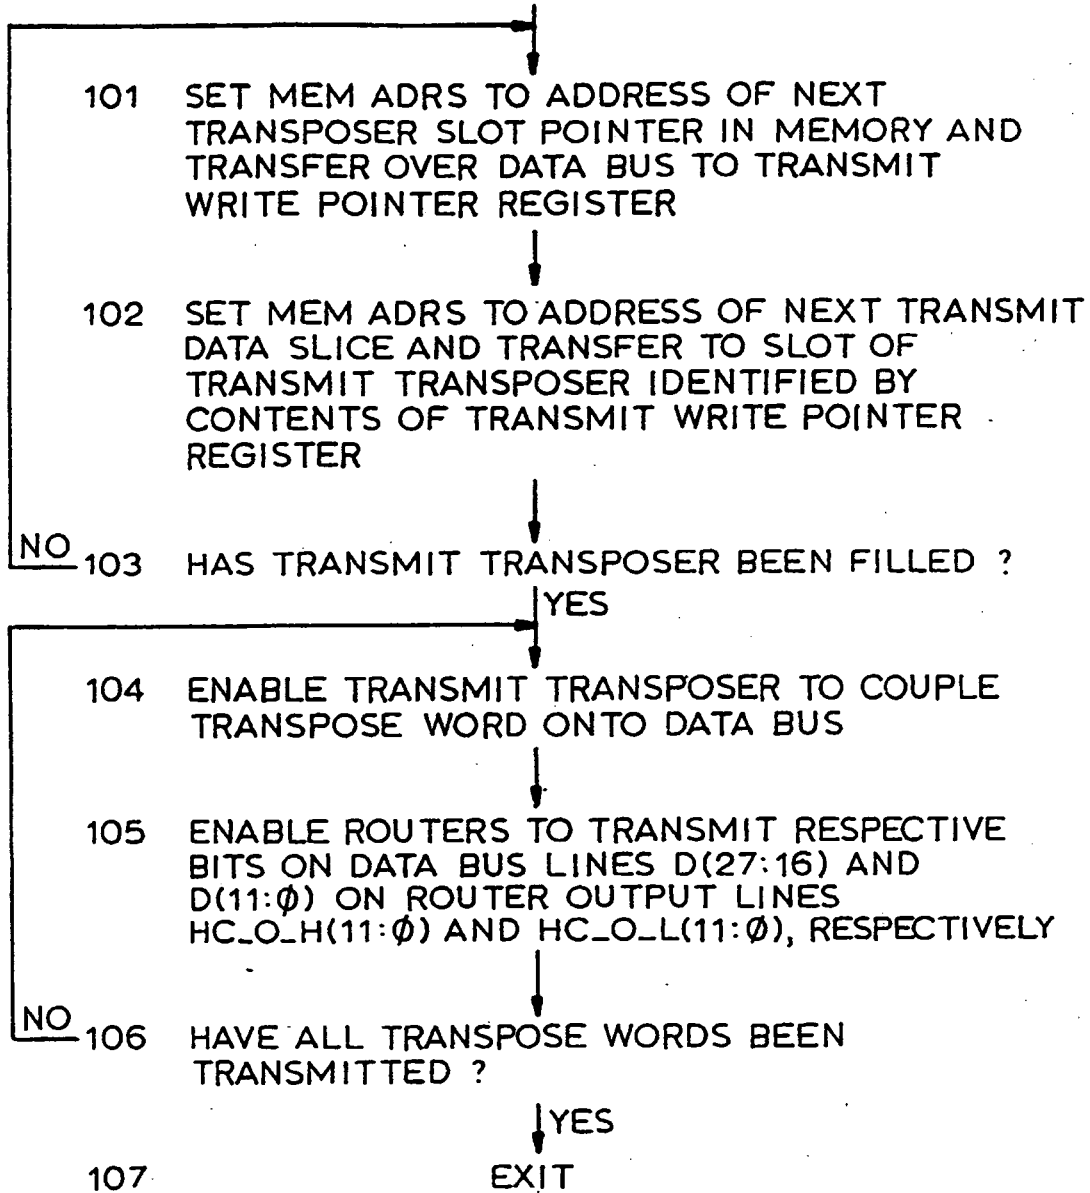 101 SET MEM ADRS TO ADDRESS OF NEXT
TRANSPOSER SLOT POINTER IN MEMORY AND
TRANSFER OVER DATA BUS TO TRANSMIT
WRITE POINTER REGISTER
102 SET MEM ADRS TO ADDRESS OF NEXT TRANSMIT
DATA SLICE AND TRANSFER TO SLOT OF
TRANSMIT TRANSPOSER IDENTIFIED BY
CONTENTS OF TRANSMIT WRITE POINTER
REGISTER
NO
103 HAS TRANSMIT TRANSPOSER BEEN FILLED ?
YES
104 ENABLE TRANSMIT TRANSPOSER TO COUPLE
TRANSPOSE WORD ONTO DATA BUS
105 ENABLE ROUTERS TO TRANSMIT RESPECTIVE
BITS ON DATA BUS LINES D(27:16) AND
D(11:∅) ON ROUTER OUTPUT LINES
HC_O_H(11:∅) AND HC_O_L(11:∅), RESPECTIVELY
NO
106 HAVE ALL TRANSPOSE WORDS BEEN
TRANSMITTED ?
YES
107 EXIT